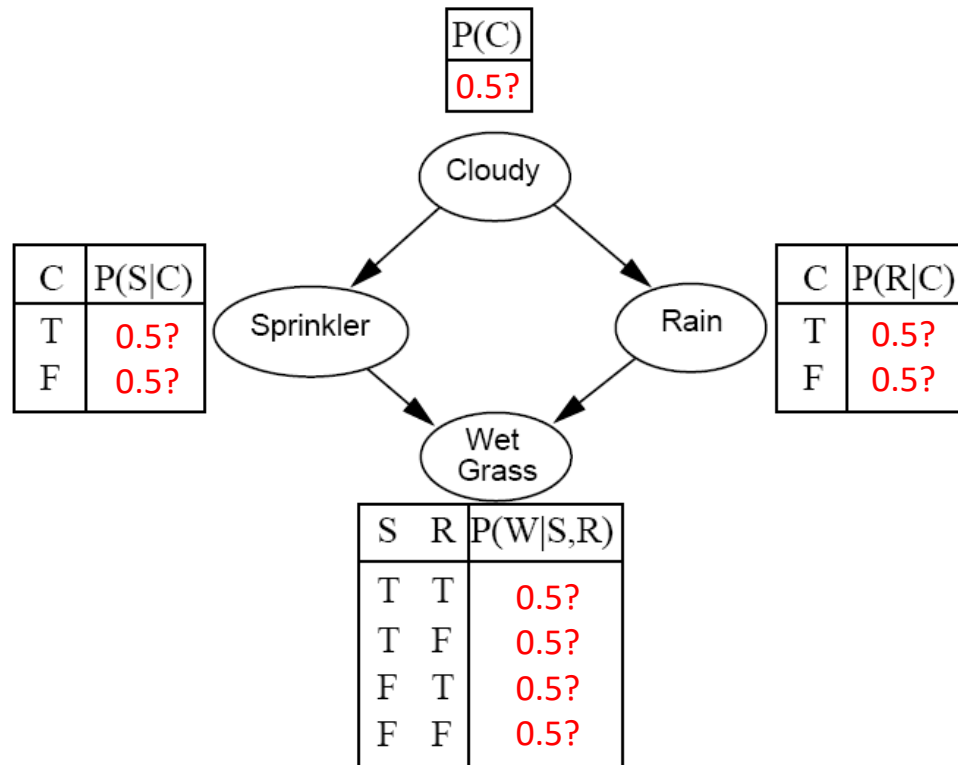 P(C)
0.5?
Cloudy
C P(S|C)
T 0.5?
F 0.5?
Sprinkler
Rain
C P(R|C)
T 0.5?
F 0.5?
Wet
Grass
S R P(W|S,R)
T T 0.5?
T F 0.5?
F T 0.5?
F F 0.5?